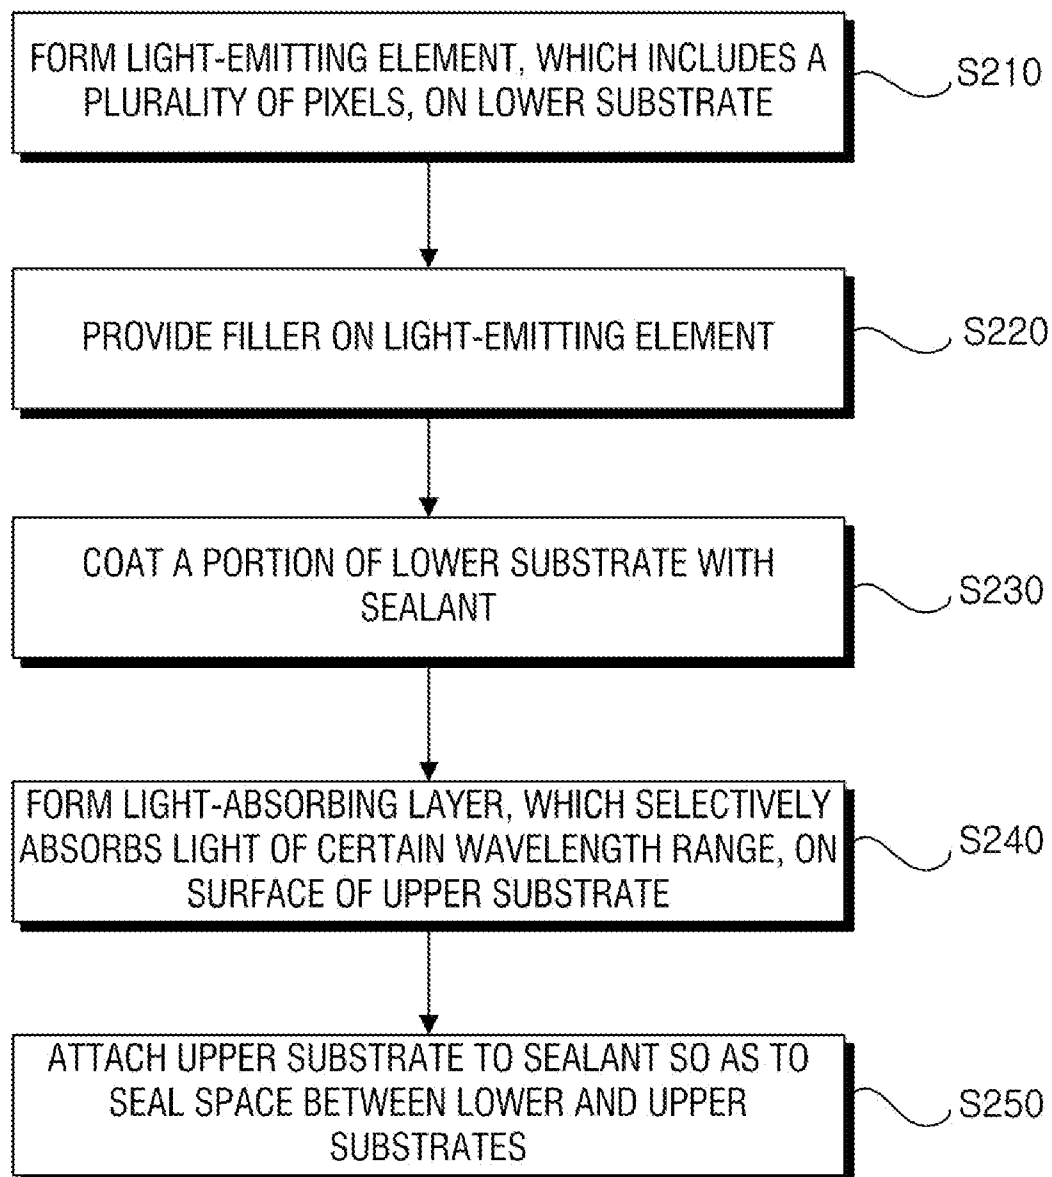 FORM LIGHT-EMITTING ELEMENT, WHICH INCLUDES A
PLURALITY OF PIXELS, ON LOWER SUBSTRATE
S210
PROVIDE FILLER ON LIGHT-EMITTING ELEMENT
S220
COAT A PORTION OF LOWER SUBSTRATE WITH
SEALANT
S230
FORM LIGHT-ABSORBING LAYER, WHICH SELECTIVELY
ABSORBS LIGHT OF CERTAIN WAVELENGTH RANGE, ON
SURFACE OF UPPER SUBSTRATE
S240
ATTACH UPPER SUBSTRATE TO SEALANT SO AS TO
SEAL SPACE BETWEEN LOWER AND UPPER
SUBSTRATES
S250